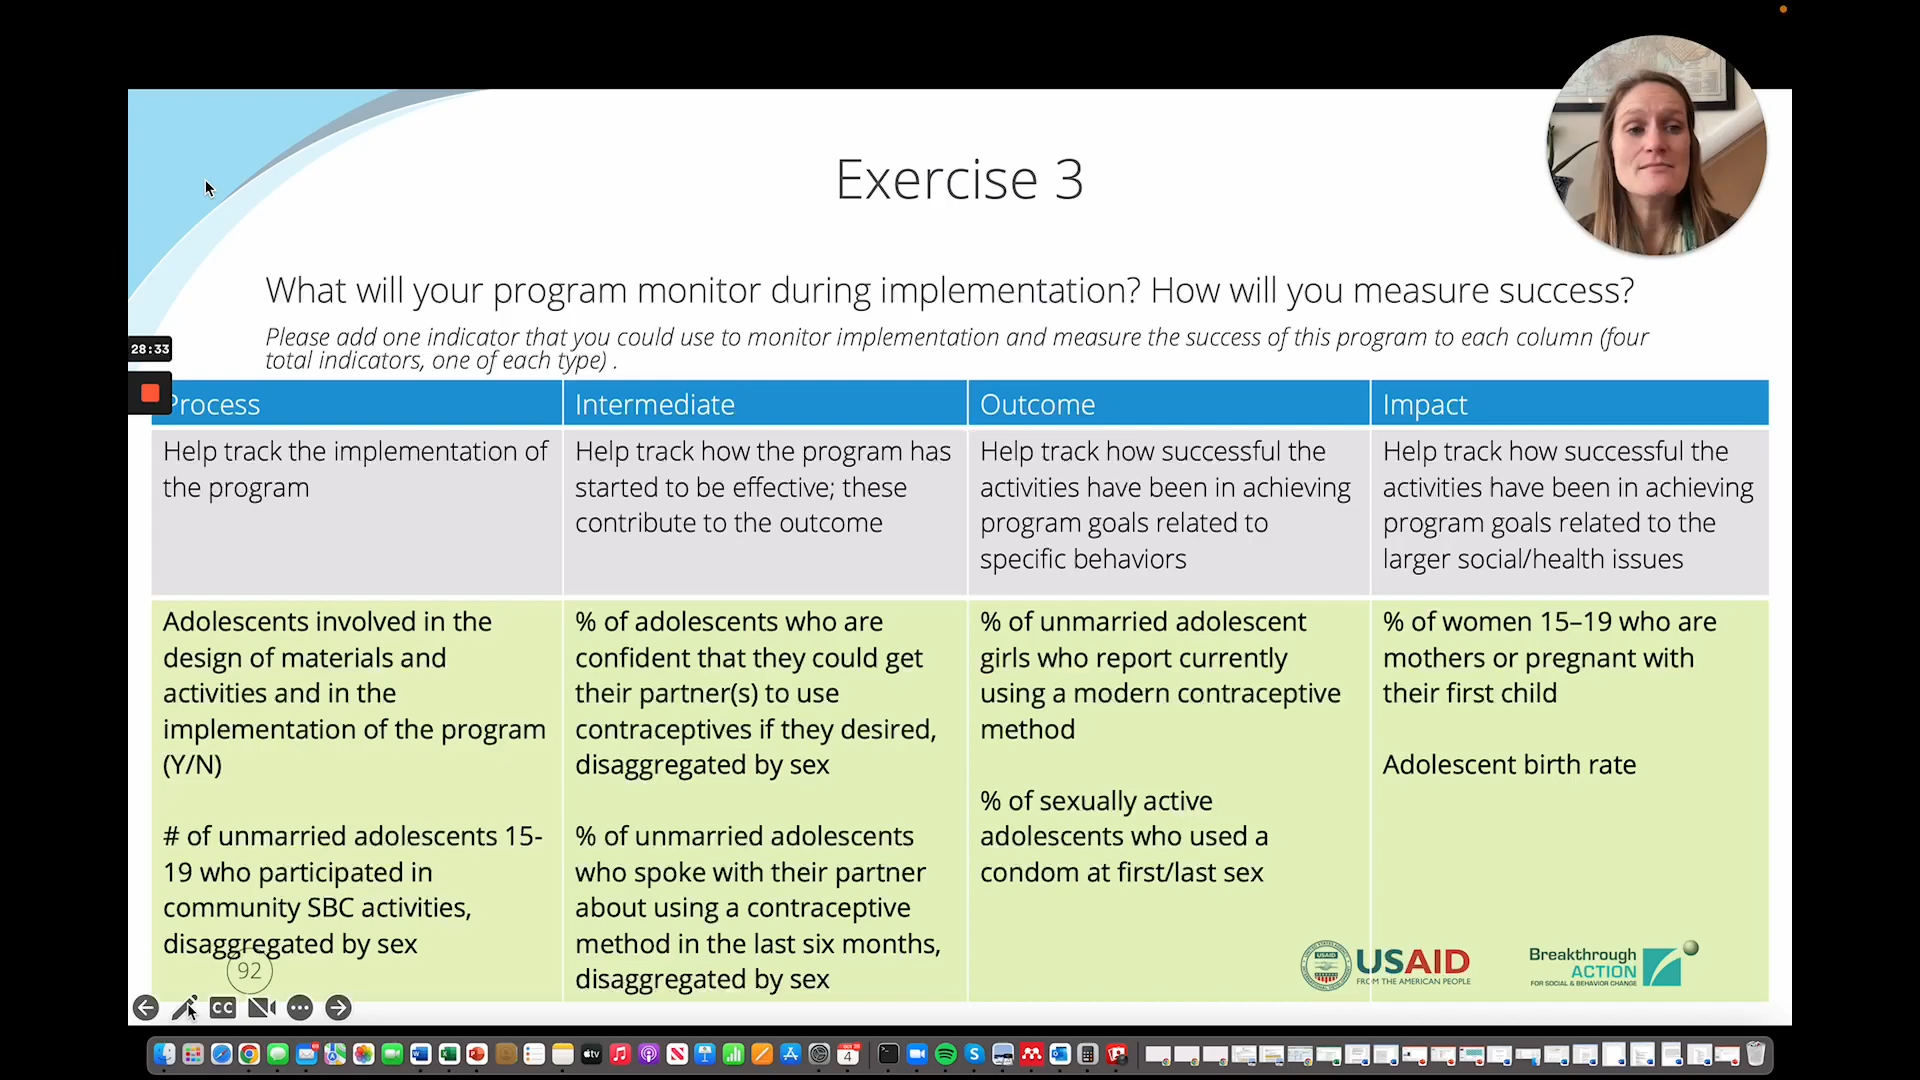 Exercise 3
What will your program monitor during implementation? How will you measure success?
Please add one indicator that you could use to monitor implementation and measure the success of this program to each column (four
total indicators, one of each type) .
28:33
Process
Intermediate
Outcome
Impact
Help track the implementation of
the program
Help track how the program has
started to be effective; these
contribute to the outcome
Help track how successful the
activities have been in achieving
program goals related to
specific behaviors
Help track how successful the
activities have been in achieving
program goals related to the
larger social/health issues
Adolescents involved in the
design of materials and
activities and in the
implementation of the program
(Y/N)
# of unmarried adolescents 15-
19 who participated in
community SBC activities,
disaggregated by sex
% of adolescents who are
confident that they could get
their partner(s) to use
contraceptives if they desired,
disaggregated by sex
% of unmarried adolescents
who spoke with their partner
about using a contraceptive
method in the last six months,
disaggregated by sex
% of unmarried adolescent
girls who report currently
using a modern contraceptive
method
% of sexually active
adolescents who used a
condom at first/last sex
% of women 15–19 who are
mothers or pregnant with
their first child
Adolescent birth rate
92
USAID
FROM THE AMERICAN PEOPLE
Breakthrough
ACTION
FOR SOCIAL & BEHAVIOR CHANGE
CC
tv
4